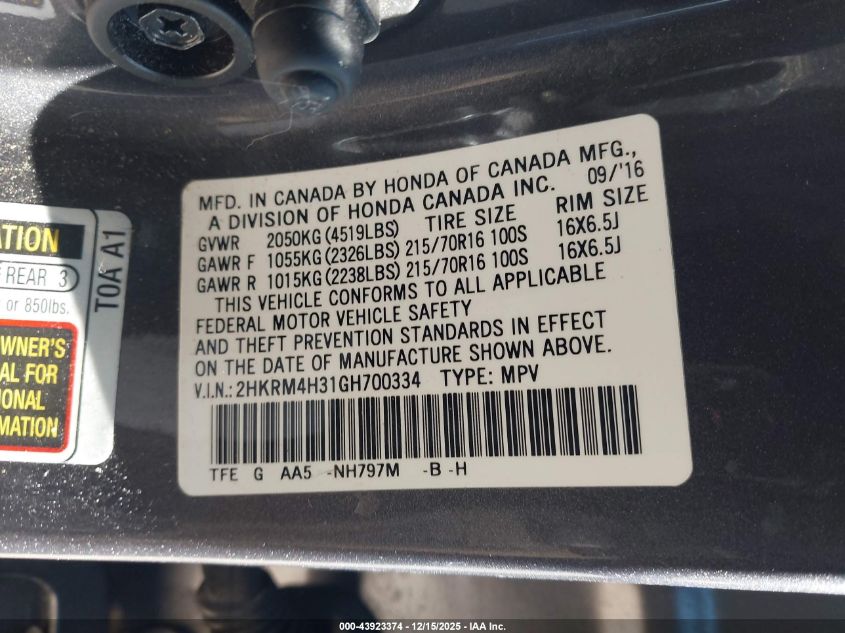 MFD. IN CANADA BY HONDA OF CANADA MFG.,
A DIVISION OF HONDA CANADA INC. 09/'16
TIRE SIZE RIM SIZE
GVWR 2050KG (4519LBS)
GAWR F 1055KG (2326LBS) 215/70R16 100S 16X6.5J
GAWR R 1015KG (2238LBS) 215/70R16 100S 16X6.5J
THIS VEHICLE CONFORMS TO ALL APPLICABLE
FEDERAL MOTOR VEHICLE SAFETY
AND THEFT PREVENTION STANDARDS IN EFFECT
ON THE DATE OF MANUFACTURE SHOWN ABOVE.
V.I.N.: 2HKRM4H31GH700334 TYPE: MPV
TFE G AA5 -NH797M -B -H
ATION
REAR 3
or 850lbs.
WNER'S
AL FOR
IONAL
RMATION
T0A A1
000-43923374 — 12/15/2025 — IAA Inc.